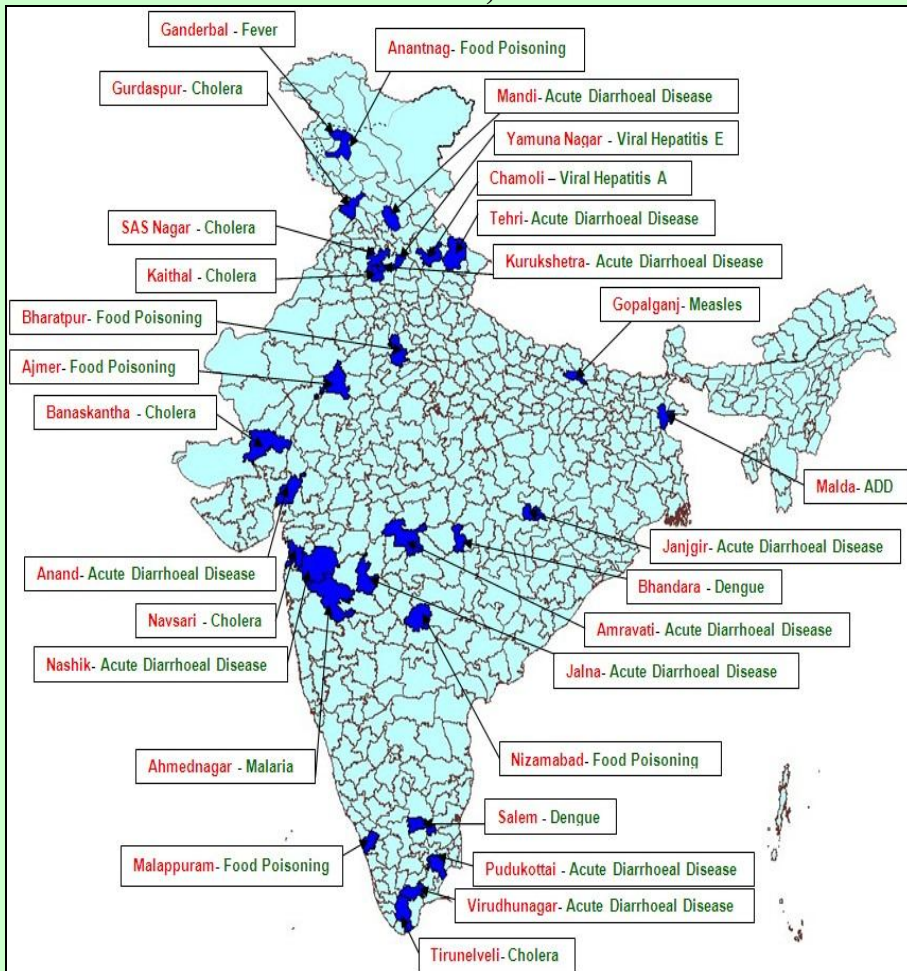 Ganderbal - Fever
Anantnag- Food Poisoning
Gurdaspur- Cholera
Mandi- Acute Diarrhoeal Disease
Yamuna Nagar - Viral Hepatitis E
Chamoli – Viral Hepatitis A
SAS Nagar - Cholera
Tehri- Acute Diarrhoeal Disease
Kaithal - Cholera
Kurukshetra- Acute Diarrhoeal Disease
Gopalganj- Measles
Bharatpur- Food Poisoning
Ajmer- Food Poisoning
Banaskantha - Cholera
Malda- ADD
Janjgir- Acute Diarrhoeal Disease
Anand- Acute Diarrhoeal Disease
Bhandara - Dengue
Navsari - Cholera
Amravati - Acute Diarrhoeal Disease
Nashik- Acute Diarrhoeal Disease
Jalna- Acute Diarrhoeal Disease
Ahmednagar - Malaria
Nizamabad- Food Poisoning
Salem - Dengue
Malappuram - Food Poisoning
Pudukottai - Acute Diarrhoeal Disease
Virudhunagar- Acute Diarrhoeal Disease
Tirunelveli- Cholera